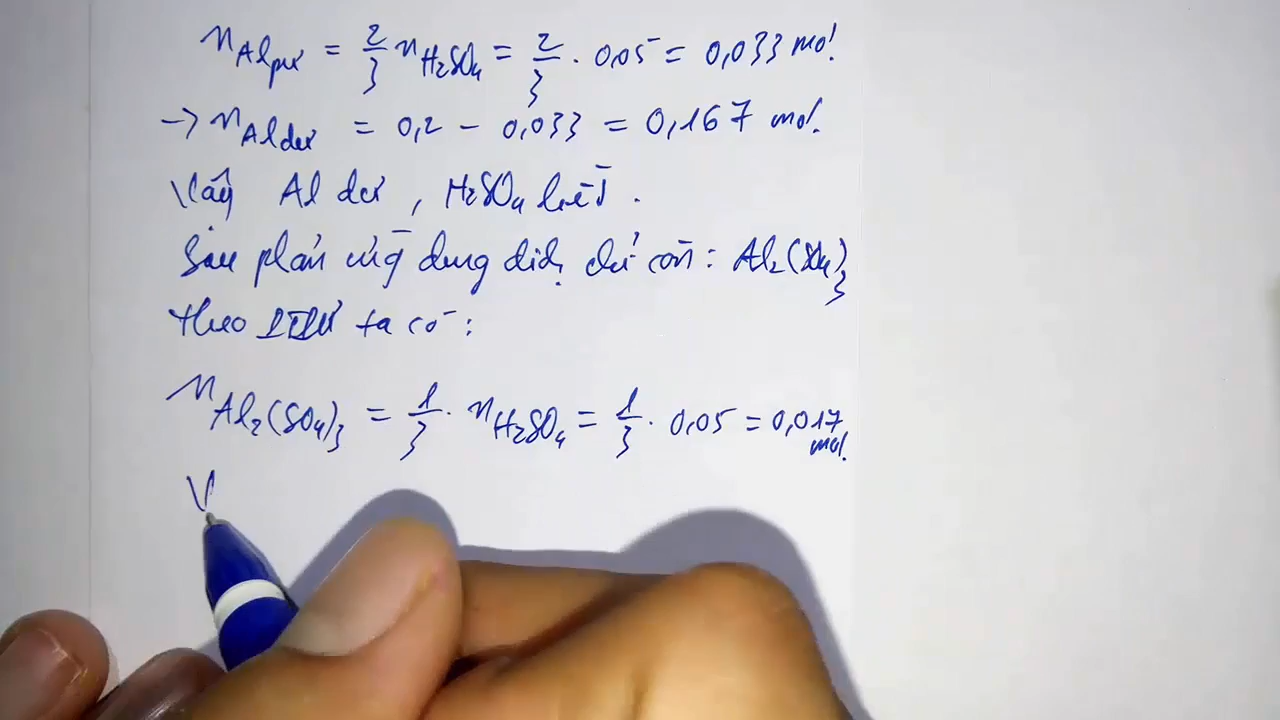 n Al pư = 2/3 n H₂SO₄ = 2/3 . 0,05 = 0,033 mol
→ n Al dư = 0,2 - 0,033 = 0,167 mol.
Vậy Al dư, H₂SO₄ hết.
Sau phản ứng dung dịch chỉ còn: Al₂(SO₄)₃
theo PTPƯ ta có:
n Al₂(SO₄)₃ = 1/3 . n H₂SO₄ = 1/3 . 0,05 = 0,017 mol.
V